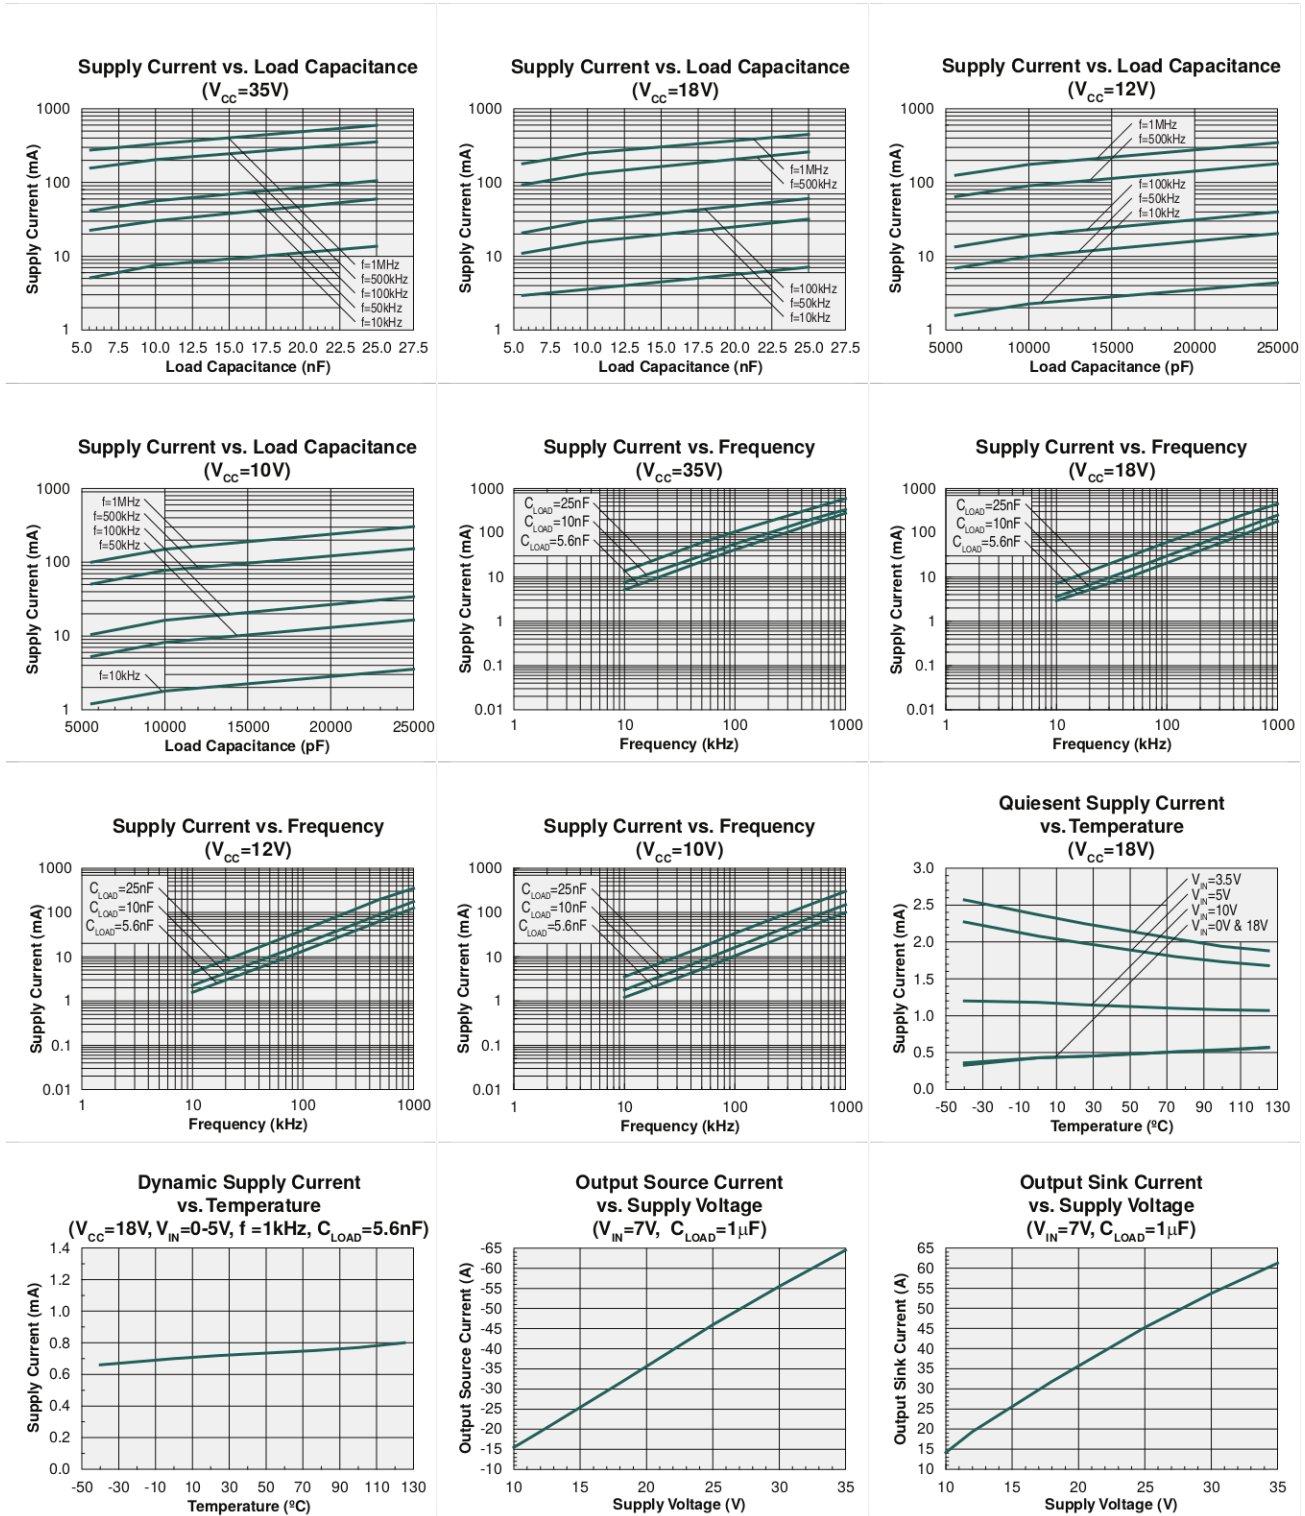 Supply Current vs. Load Capacitance
(VCC=35V)
Supply Current (mA)
1000
100
10
1
f=1MHz
f=500kHz
f=100kHz
f=50kHz
f=10kHz
5.0 7.5 10.0 12.5 15.0 17.5 20.0 22.5 25.0 27.5
Load Capacitance (nF)
Supply Current vs. Load Capacitance
(VCC=18V)
Supply Current (mA)
1000
100
10
1
f=1MHz
f=500kHz
f=100kHz
f=50kHz
f=10kHz
5.0 7.5 10.0 12.5 15.0 17.5 20.0 22.5 25.0 27.5
Load Capacitance (nF)
Supply Current vs. Load Capacitance
(VCC=12V)
Supply Current (mA)
1000
100
10
1
f=1MHz
f=500kHz
f=100kHz
f=50kHz
f=10kHz
5000 10000 15000 20000 25000
Load Capacitance (pF)
Supply Current vs. Load Capacitance
(VCC=10V)
Supply Current (mA)
1000
100
10
1
f=1MHz
f=500kHz
f=100kHz
f=50kHz
f=10kHz
5000 10000 15000 20000 25000
Load Capacitance (pF)
Supply Current vs. Frequency
(VCC=35V)
Supply Current (mA)
1000
100
10
1
0.1
0.01
CLOAD=25nF
CLOAD=10nF
CLOAD=5.6nF
1 10 100 1000
Frequency (kHz)
Supply Current vs. Frequency
(VCC=18V)
Supply Current (mA)
1000
100
10
1
0.1
0.01
CLOAD=25nF
CLOAD=10nF
CLOAD=5.6nF
1 10 100 1000
Frequency (kHz)
Supply Current vs. Frequency
(VCC=12V)
Supply Current (mA)
1000
100
10
1
0.1
0.01
CLOAD=25nF
CLOAD=10nF
CLOAD=5.6nF
1 10 100 1000
Frequency (kHz)
Supply Current vs. Frequency
(VCC=10V)
Supply Current (mA)
1000
100
10
1
0.1
0.01
CLOAD=25nF
CLOAD=10nF
CLOAD=5.6nF
1 10 100 1000
Frequency (kHz)
Quiesent Supply Current
vs. Temperature
(VCC=18V)
Supply Current (mA)
3.0
2.5
2.0
1.5
1.0
0.5
0.0
VIN=3.5V
VIN=5V
VIN=10V
VIN=0V & 18V
-50 -30 -10 10 30 50 70 90 110 130
Temperature (ºC)
Dynamic Supply Current
vs. Temperature
(VCC=18V, VIN=0-5V, f =1kHz, CLOAD=5.6nF)
Supply Current (mA)
1.4
1.2
1.0
0.8
0.6
0.4
0.2
0.0
-50 -30 -10 10 30 50 70 90 110 130
Temperature (ºC)
Output Source Current
vs. Supply Voltage
(VIN=7V, CLOAD=1μF)
Output Source Current (A)
-65
-60
-55
-50
-45
-40
-35
-30
-25
-20
-15
-10
10 15 20 25 30 35
Supply Voltage (V)
Output Sink Current
vs. Supply Voltage
(VIN=7V, CLOAD=1μF)
Output Sink Current (A)
65
60
55
50
45
40
35
30
25
20
15
10
10 15 20 25 30 35
Supply Voltage (V)